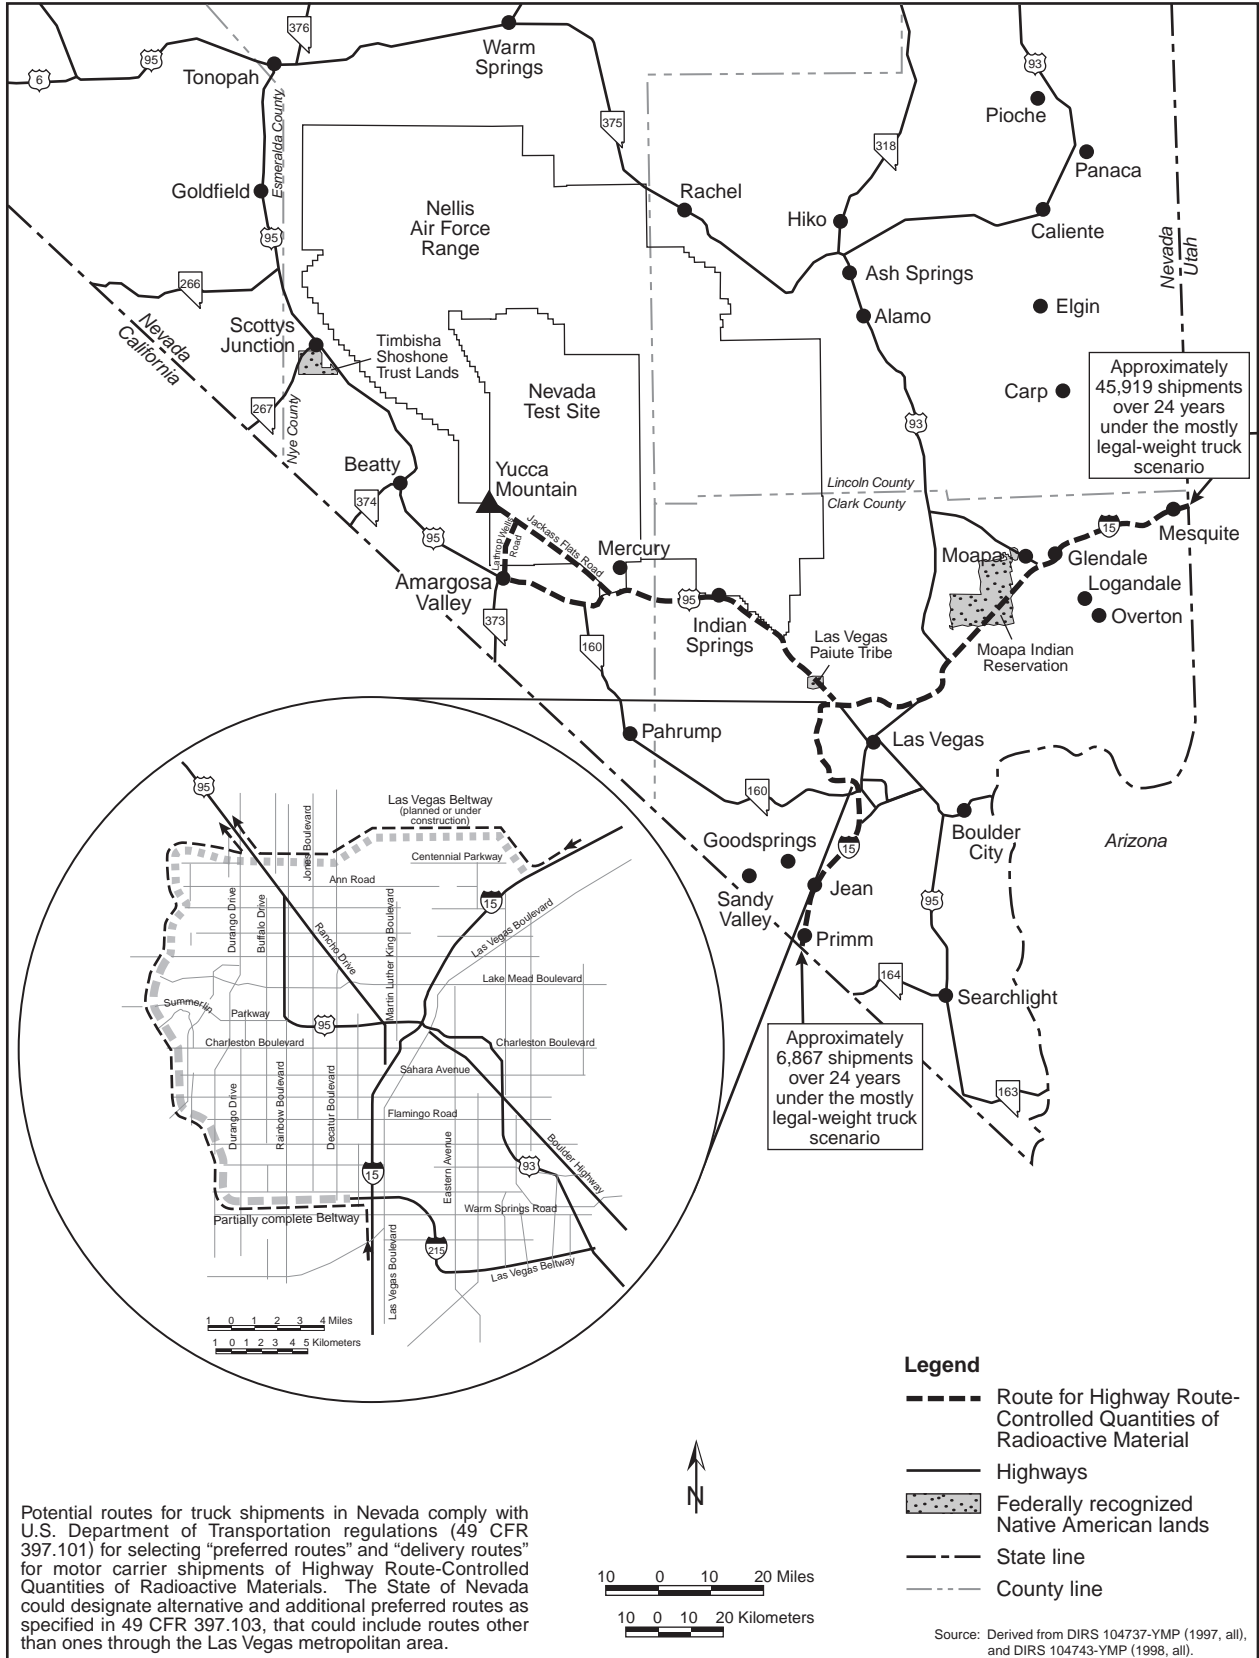 376
95
6
Tonopah
Warm
Springs
93
Pioche
375
318
Panaca
Esmeralda County
Goldfield
Nellis
Air Force
Range
Rachel
Hiko
Caliente
95
Nevada
Utah
266
Ash Springs
Elgin
Alamo
Nevada
California
Scottys
Junction
Timbisha
Shoshone
Trust Lands
Nevada
Test Site
Carp
Approximately
45,919 shipments
over 24 years
under the mostly
legal-weight truck
scenario
267
Nye County
93
Beatty
Yucca
Mountain
Lincoln County
Clark County
374
95
Lathrop Wells
Road
Jackass Flats Road
Mercury
15
Mesquite
Moapa
Glendale
Amargosa
Valley
Logandale
Overton
95
Indian
Springs
373
160
Las Vegas
Paiute Tribe
Moapa Indian
Reservation
Pahrump
Las Vegas
160
Boulder
City
Arizona
Goodsprings
15
Sandy
Valley
Jean
95
Primm
164
Searchlight
Approximately
6,867 shipments
over 24 years
under the mostly
legal-weight truck
scenario
163
95
Las Vegas Beltway
(planned or under
construction)
Jones Boulevard
Centennial Parkway
Ann Road
15
Durango Drive
Buffalo Drive
Rancho Drive
Martin Luther King Boulevard
Las Vegas Boulevard
Lake Mead Boulevard
Summerlin
Parkway
95
Charleston Boulevard
Charleston Boulevard
Sahara Avenue
Durango Drive
Rainbow Boulevard
Decatur Boulevard
Flamingo Road
Eastern Avenue
Boulder Highway
15
93
Warm Springs Road
Partially complete Beltway
Las Vegas Boulevard
215
Las Vegas Beltway
1 0 1 2 3 4 Miles
1 0 1 2 3 4 5 Kilometers
Legend
Route for Highway Route-
Controlled Quantities of
Radioactive Material
Highways
Federally recognized
Native American lands
State line
County line
N
10 0 10 20 Miles
10 0 10 20 Kilometers
Potential routes for truck shipments in Nevada comply with
U.S. Department of Transportation regulations (49 CFR
397.101) for selecting “preferred routes” and “delivery routes”
for motor carrier shipments of Highway Route-Controlled
Quantities of Radioactive Materials. The State of Nevada
could designate alternative and additional preferred routes as
specified in 49 CFR 397.103, that could include routes other
than ones through the Las Vegas metropolitan area.
Source: Derived from DIRS 104737-YMP (1997, all),
and DIRS 104743-YMP (1998, all).